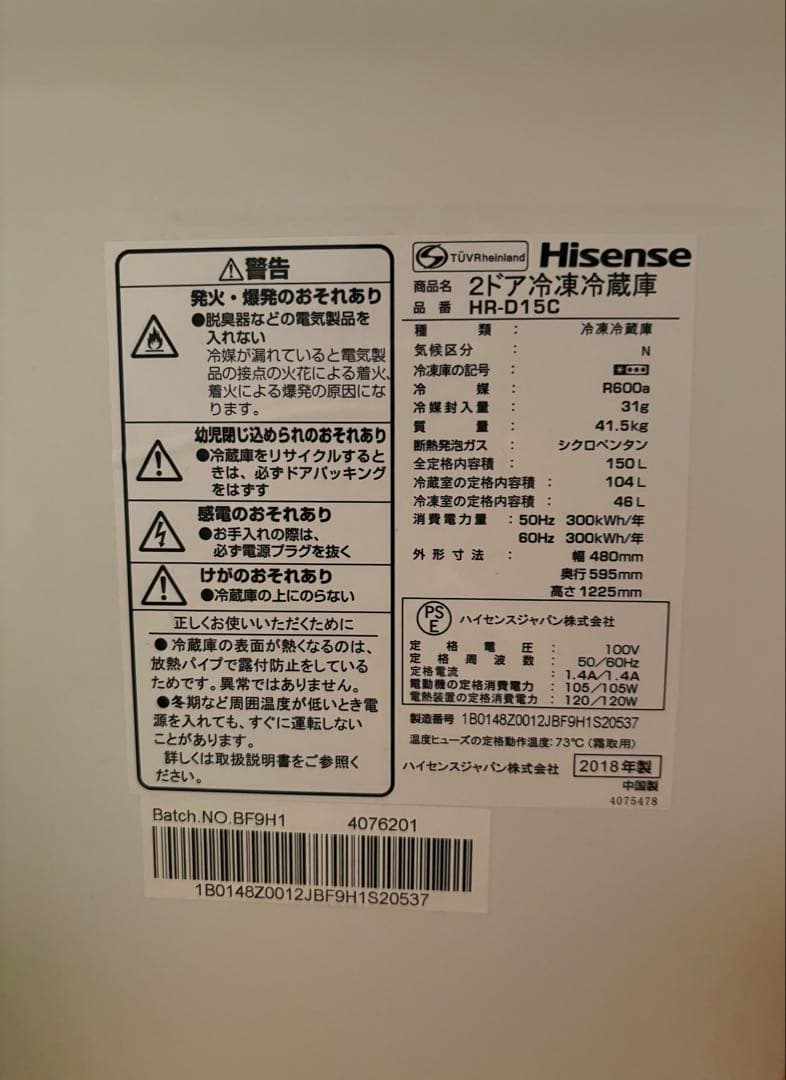 ⚠警告
発火・爆発のおそれあり
●脱臭器などの電気製品を
入れない
冷媒が漏れていると電気製
品の接点の火花による着火、
着火による爆発の原因にな
ります。
幼児閉じ込められのおそれあり
●冷蔵庫をリサイクルすると
きは、必ずドアパッキング
をはずす
感電のおそれあり
●お手入れの際は、
必ず電源プラグを抜く
けがのおそれあり
●冷蔵庫の上にのらない
正しくお使いいただくために
●冷蔵庫の表面が熱くなるのは、
放熱パイプで露付防止をしている
ためです。異常ではありません。
●冬期など周囲温度が低いとき電
源を入れても、すぐに運転しない
ことがあります。
詳しくは取扱説明書をご参照く
ださい。
TÜVRheinland Hisense
商品名 2ドア冷凍冷蔵庫
品番 HR-D15C
種類 : 冷凍冷蔵庫
気候区分 : N
冷凍庫の記号 :
冷媒 : R600a
冷媒封入量 : 31g
質量 : 41.5kg
断熱発泡ガス : シクロペンタン
全定格内容積 : 150L
冷蔵室の定格内容積 : 104L
冷凍室の定格内容積 : 46L
消費電力量 : 50Hz 300kWh/年
60Hz 300kWh/年
外形寸法 : 幅 480mm
奥行 595mm
高さ 1225mm
PSE ハイセンスジャパン株式会社
定格電圧 : 100V
定格周波数 : 50/60Hz
定格電流 : 1.4A/1.4A
電動機の定格消費電力 : 105/105W
電熱装置の定格消費電力 : 120/120W
製造番号 1B0148Z0012JBF9H1S20537
温度ヒューズの定格動作温度:73℃(霜取用)
ハイセンスジャパン株式会社 2018年製
中国製
4075478
Batch.NO.BF9H1 4076201
1B0148Z0012JBF9H1S20537